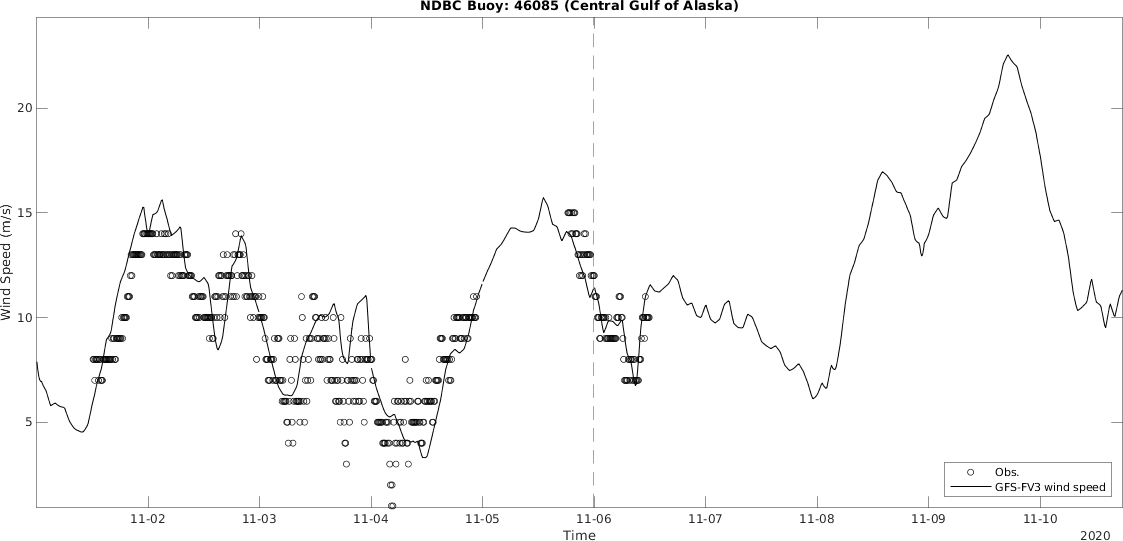 NDBC Buoy: 46085 (Central Gulf of Alaska)
Wind Speed (m/s)
20
15
10
5
11-02 11-03 11-04 11-05 11-06 11-07 11-08 11-09 11-10
Time
2020
Obs.
GFS-FV3 wind speed